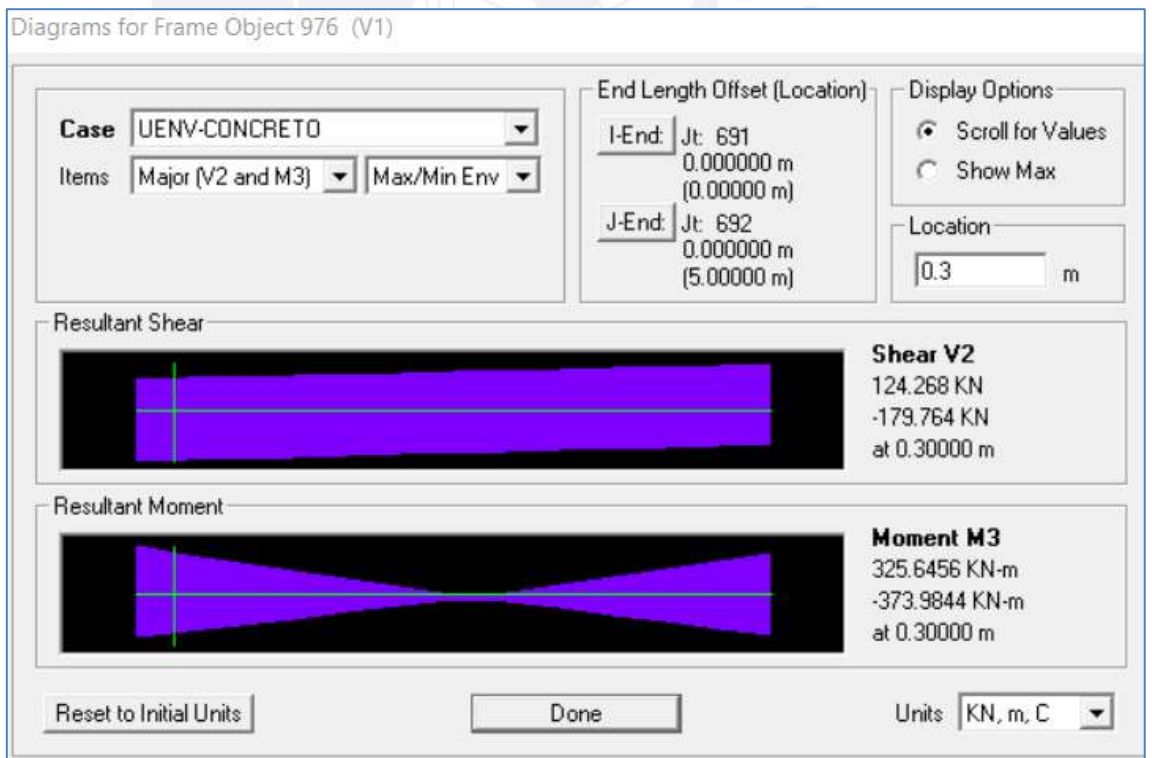 Diagrams for Frame Object 976 (V1)
Case UENV-CONCRETO
Items Major (V2 and M3) Max/Min Env
End Length Offset (Location)
I-End: Jt: 691
0.000000 m
(0.00000 m)
J-End: Jt: 692
0.000000 m
(5.00000 m)
Display Options
Scroll for Values
Show Max
Location
0.3 m
Resultant Shear
Shear V2
124.268 KN
-179.764 KN
at 0.30000 m
Resultant Moment
Moment M3
325.6456 KN-m
-373.9844 KN-m
at 0.30000 m
Reset to Initial Units
Done
Units KN, m, C